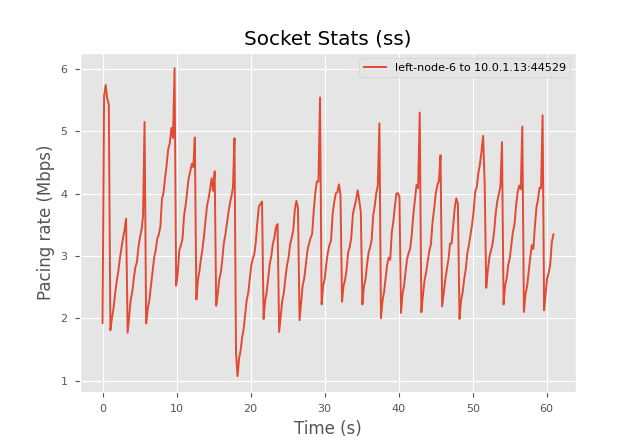 Socket Stats (ss)
left-node-6 to 10.0.1.13:44529
Pacing rate (Mbps)
6
5
4
3
2
1
0 10 20 30 40 50 60
Time (s)